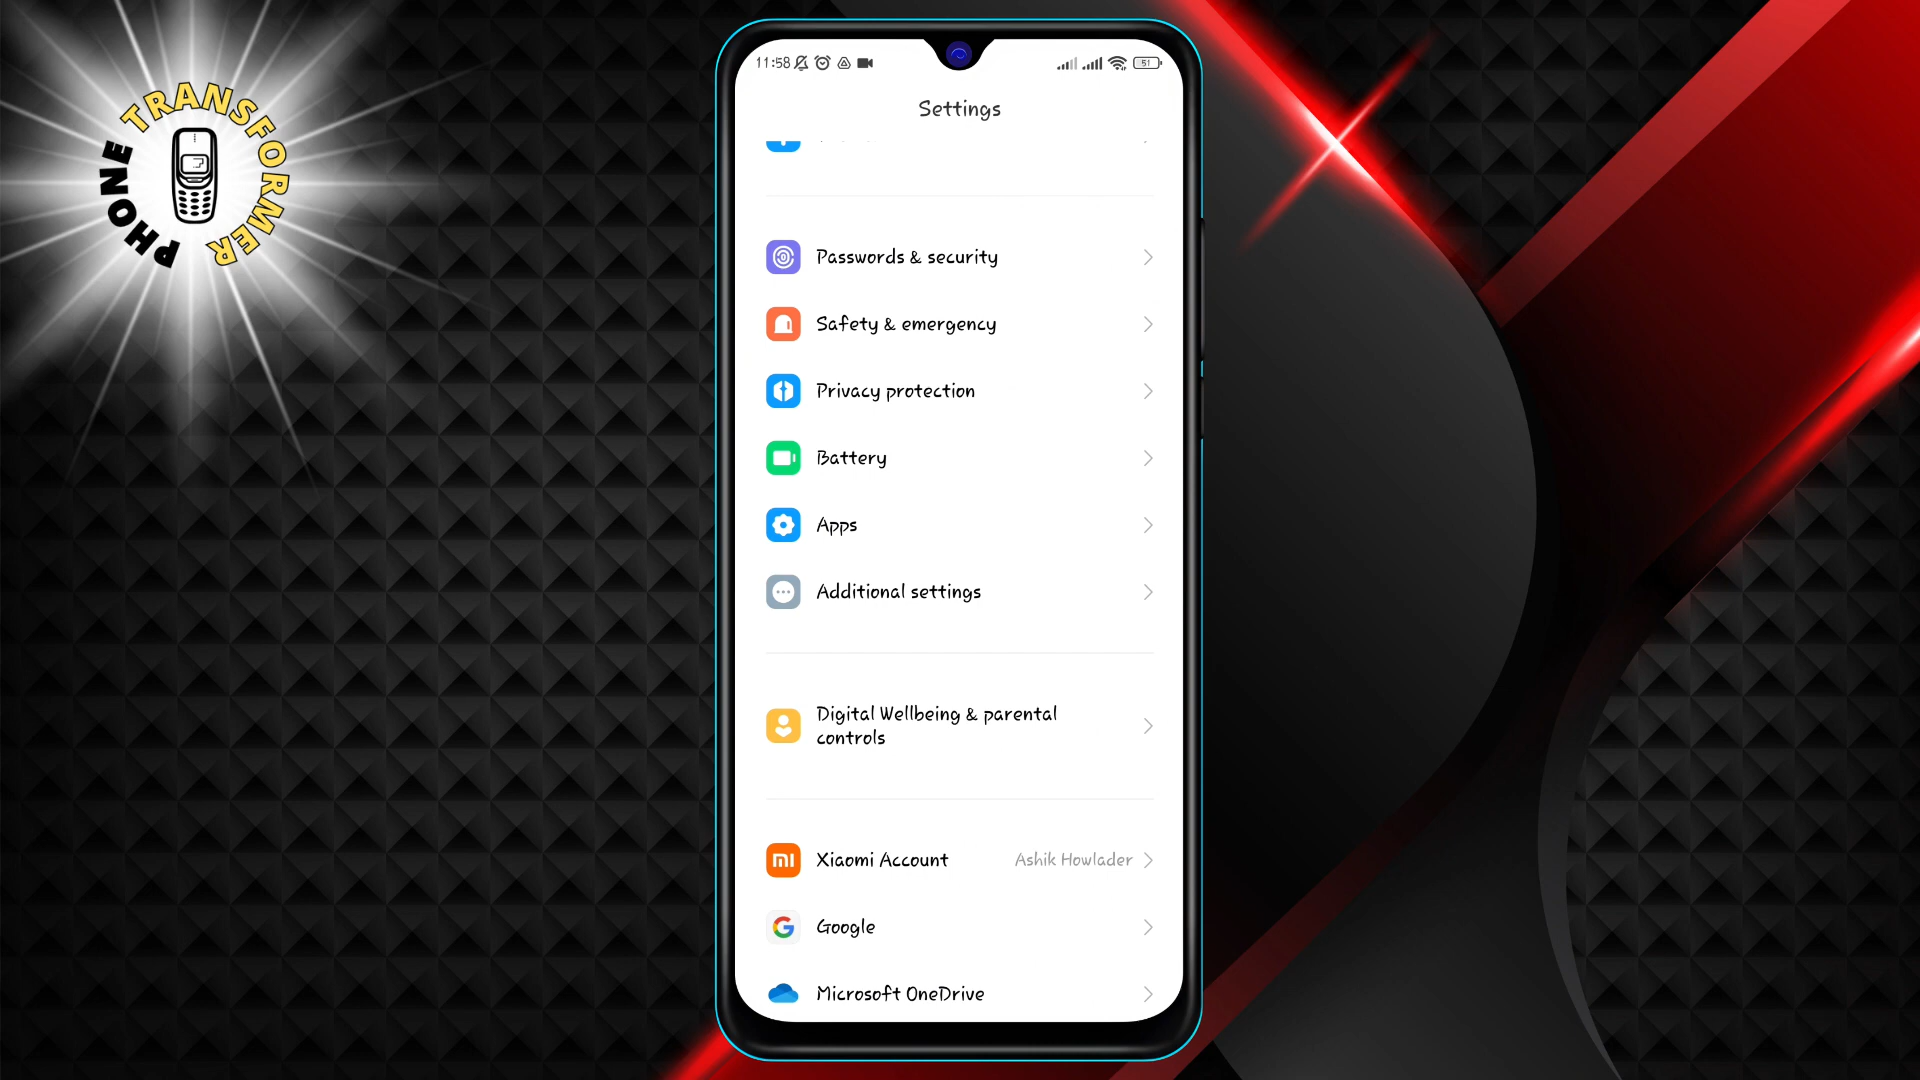 PHONE TRANSFORMER
11:58
51
Settings
Passwords & security
Safety & emergency
Privacy protection
Battery
Apps
Additional settings
Digital Wellbeing & parental
controls
Xiaomi Account
Ashik Howlader
Google
Microsoft OneDrive